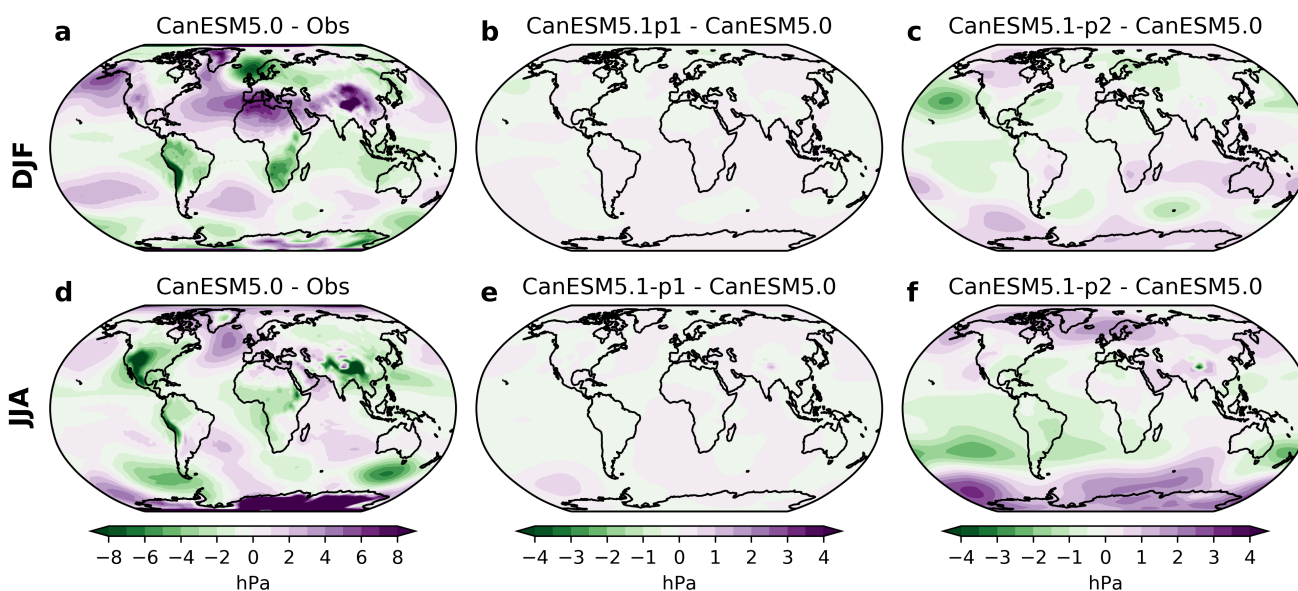 a CanESM5.0 - Obs
b CanESM5.1p1 - CanESM5.0
c CanESM5.1-p2 - CanESM5.0
DJF
d CanESM5.0 - Obs
e CanESM5.1-p1 - CanESM5.0
f CanESM5.1-p2 - CanESM5.0
JJA
−8 −6 −4 −2 0 2 4 6 8
hPa
−4 −3 −2 −1 0 1 2 3 4
hPa
−4 −3 −2 −1 0 1 2 3 4
hPa